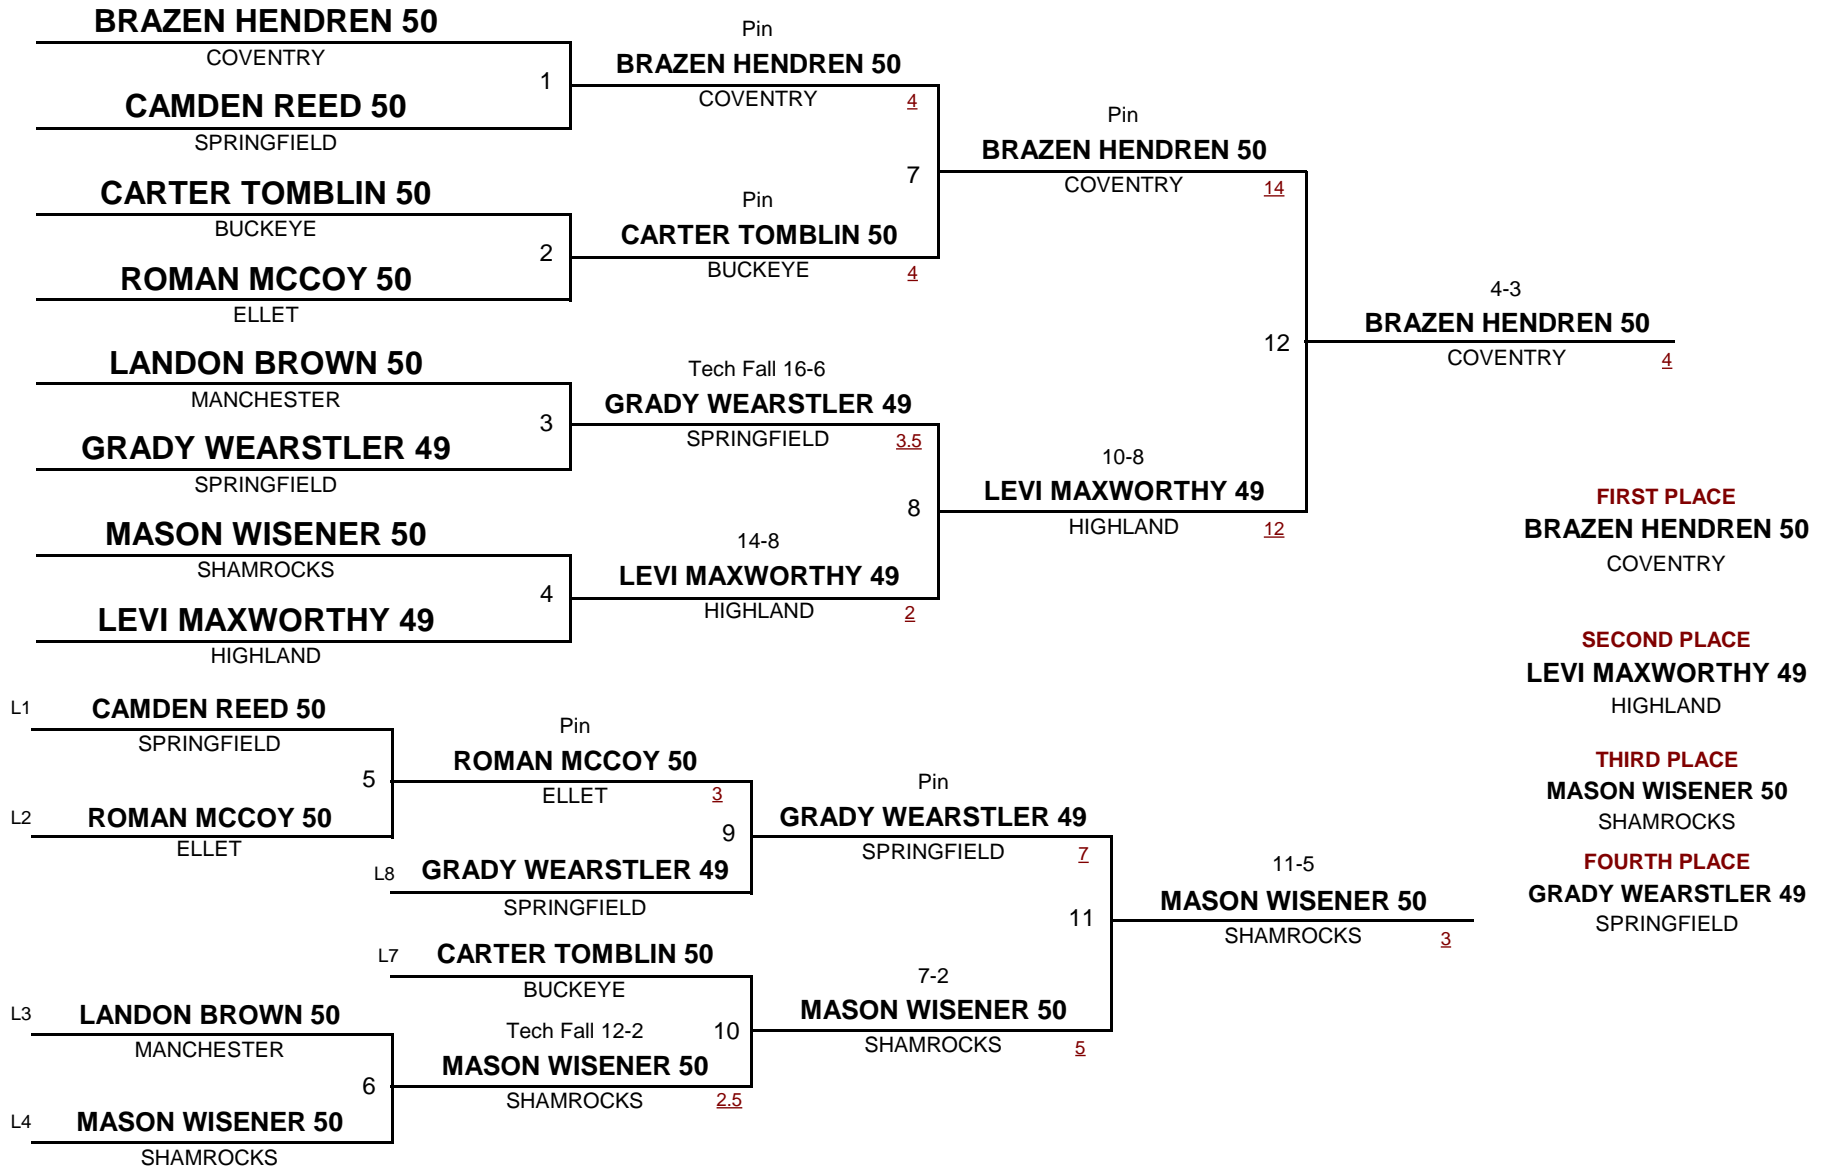 BRAZEN HENDREN 50
COVENTRY
1
CAMDEN REED 50
SPRINGFIELD
CARTER TOMBLIN 50
BUCKEYE
2
ROMAN MCCOY 50
ELLET
LANDON BROWN 50
MANCHESTER
3
GRADY WEARSTLER 49
SPRINGFIELD
MASON WISENER 50
SHAMROCKS
4
LEVI MAXWORTHY 49
HIGHLAND
Pin
BRAZEN HENDREN 50
COVENTRY 4
7
Pin
CARTER TOMBLIN 50
BUCKEYE 4
Tech Fall 16-6
GRADY WEARSTLER 49
SPRINGFIELD 3.5
8
14-8
LEVI MAXWORTHY 49
HIGHLAND 2
Pin
BRAZEN HENDREN 50
COVENTRY 14
12
10-8
LEVI MAXWORTHY 49
HIGHLAND 12
4-3
BRAZEN HENDREN 50
COVENTRY 4
L1 CAMDEN REED 50
SPRINGFIELD
5
L2 ROMAN MCCOY 50
ELLET
L3 LANDON BROWN 50
MANCHESTER
6
L4 MASON WISENER 50
SHAMROCKS
Pin
ROMAN MCCOY 50
ELLET 3
9
L8 GRADY WEARSTLER 49
SPRINGFIELD
L7 CARTER TOMBLIN 50
BUCKEYE
Tech Fall 12-2 10
MASON WISENER 50
SHAMROCKS 2.5
Pin
GRADY WEARSTLER 49
SPRINGFIELD 7
11
7-2
MASON WISENER 50
SHAMROCKS 5
11-5
MASON WISENER 50
SHAMROCKS 3
FIRST PLACE
BRAZEN HENDREN 50
COVENTRY
SECOND PLACE
LEVI MAXWORTHY 49
HIGHLAND
THIRD PLACE
MASON WISENER 50
SHAMROCKS
FOURTH PLACE
GRADY WEARSTLER 49
SPRINGFIELD